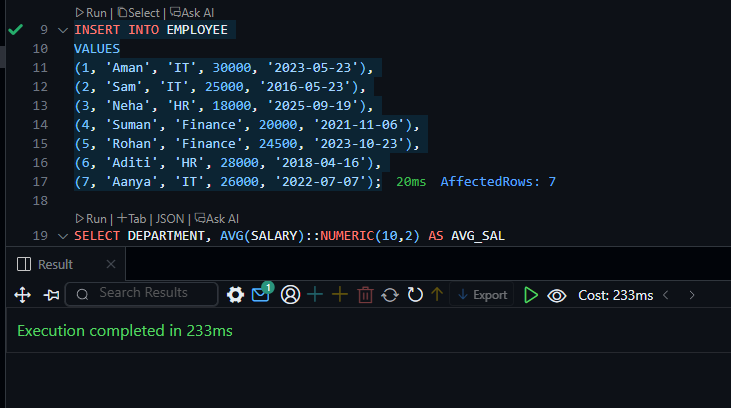 Run | Select | Ask AI
9 INSERT INTO EMPLOYEE
10 VALUES
11 (1, 'Aman', 'IT', 30000, '2023-05-23'),
12 (2, 'Sam', 'IT', 25000, '2016-05-23'),
13 (3, 'Neha', 'HR', 18000, '2025-09-19'),
14 (4, 'Suman', 'Finance', 20000, '2021-11-06'),
15 (5, 'Rohan', 'Finance', 24500, '2023-10-23'),
16 (6, 'Aditi', 'HR', 28000, '2018-04-16'),
17 (7, 'Aanya', 'IT', 26000, '2022-07-07'); 20ms AffectedRows: 7
18
Run | +Tab | JSON | Ask AI
19 SELECT DEPARTMENT, AVG(SALARY)::NUMERIC(10,2) AS AVG_SAL
Result
Search Results 1 Export Cost: 233ms
Execution completed in 233ms